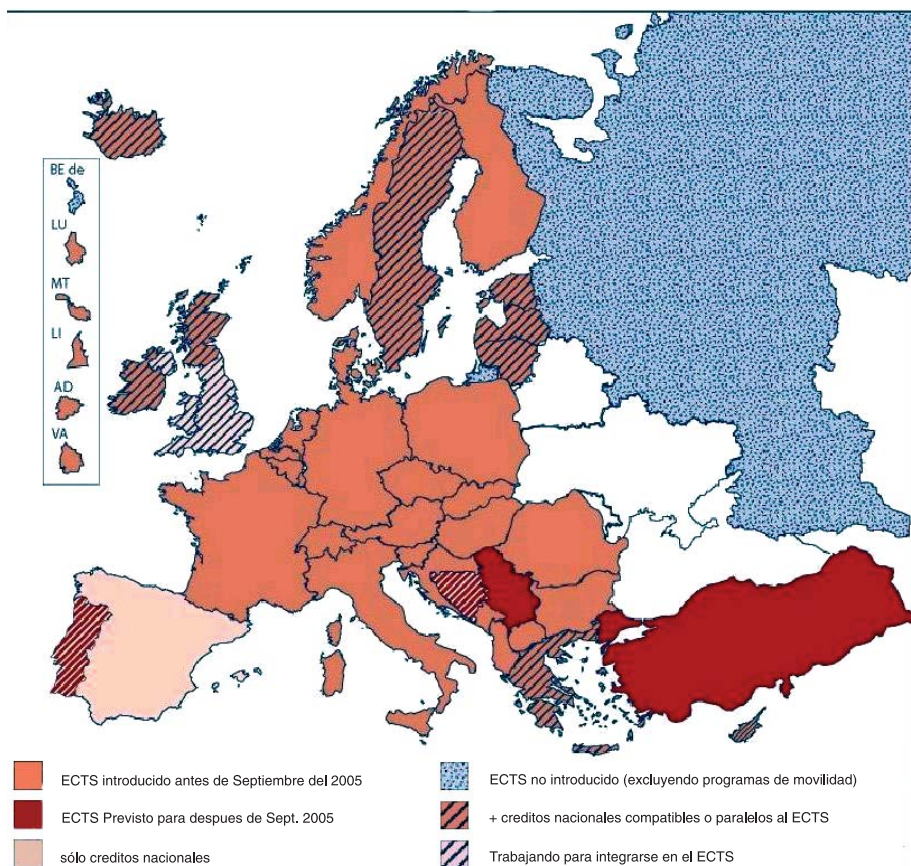 BE de
LU
MT
LI
AD
VA
ECTS introducido antes de Septiembre del 2005
ECTS Previsto para despues de Sept. 2005
sólo creditos nacionales
ECTS no introducido (excluyendo programas de movilidad)
+ creditos nacionales compatibles o paralelos al ECTS
Trabajando para integrarse en el ECTS